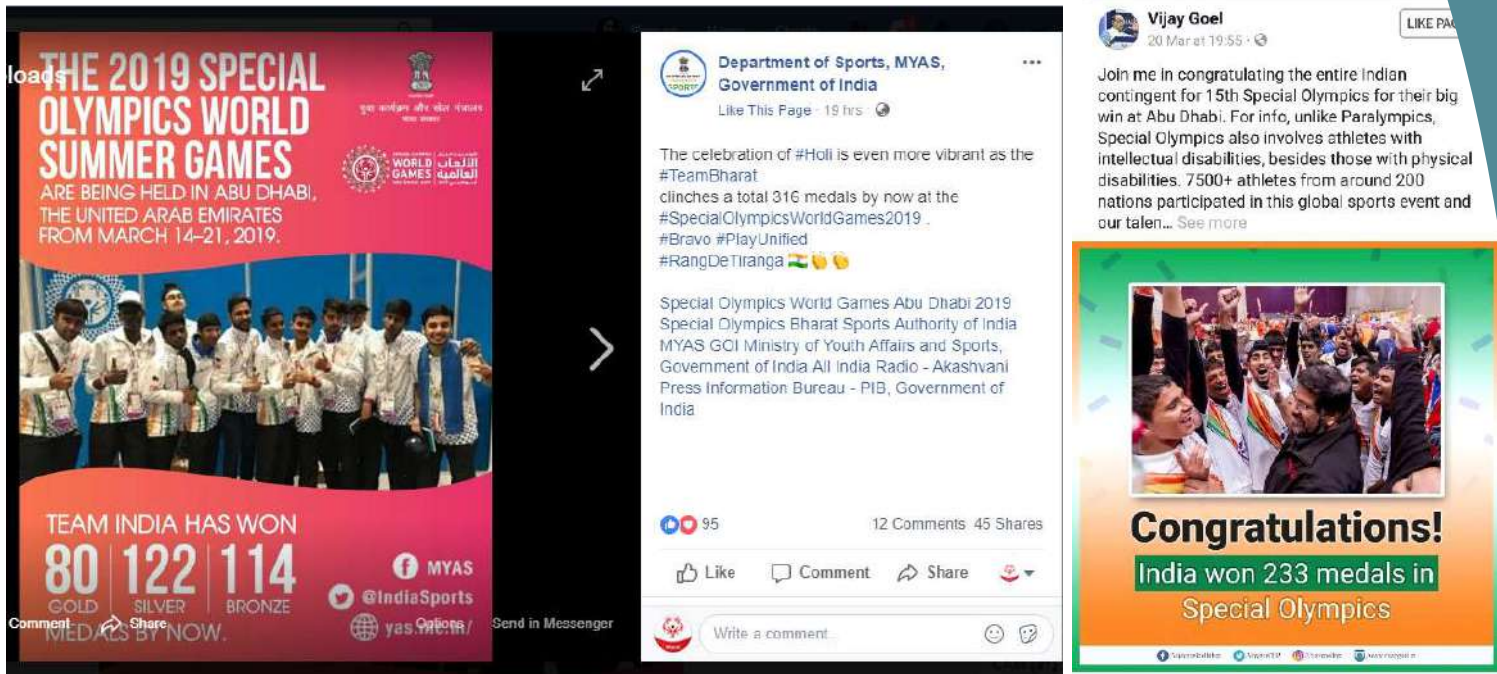 THE 2019 SPECIAL
OLYMPICS WORLD
SUMMER GAMES
ARE BEING HELD IN ABU DHABI,
THE UNITED ARAB EMIRATES
FROM MARCH 14–21, 2019.
loads
युवा कार्यक्रम और खेल मंत्रालय
भारत सरकार
WORLD
GAMES
الألعاب
العالمية
TEAM INDIA HAS WON
80 122 114
GOLD SILVER BRONZE
MEDALS BY NOW.
MYAS
@IndiaSports
Comment Share Options Send in Messenger
SPORTS
Department of Sports, MYAS,
Government of India
Like This Page · 19 hrs ·
The celebration of #Holi is even more vibrant as the
#TeamBharat
clinches a total 316 medals by now at the
#SpecialOlympicsWorldGames2019 .
#Bravo #PlayUnified
#RangDeTiranga 🇮🇳👏👏
Special Olympics World Games Abu Dhabi 2019
Special Olympics Bharat Sports Authority of India
MYAS GOI Ministry of Youth Affairs and Sports,
Government of India All India Radio - Akashvani
Press Information Bureau - PIB, Government of
India
95 12 Comments 45 Shares
Like Comment Share
Write a comment...
Vijay Goel
20 Mar at 19:55 ·
LIKE
Join me in congratulating the entire Indian
contingent for 15th Special Olympics for their big
win at Abu Dhabi. For info, unlike Paralympics,
Special Olympics also involves athletes with
intellectual disabilities, besides those with physical
disabilities. 7500+ athletes from around 200
nations participated in this global sports event and
our talen... See more
Congratulations!
India won 233 medals in
Special Olympics